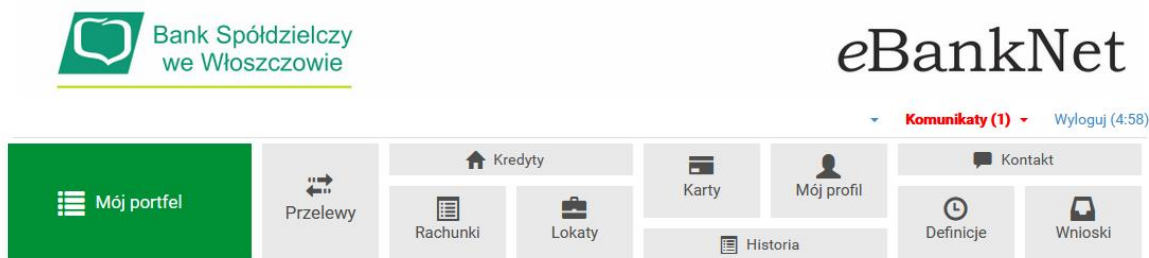 Bank Spółdzielczy
we Włoszczowie
eBankNet
Komunikaty (1)
Wyloguj (4:58)
Mój portfel
Przelewy
Kredyty
Rachunki
Lokaty
Karty
Mój profil
Historia
Kontakt
Definicje
Wnioski